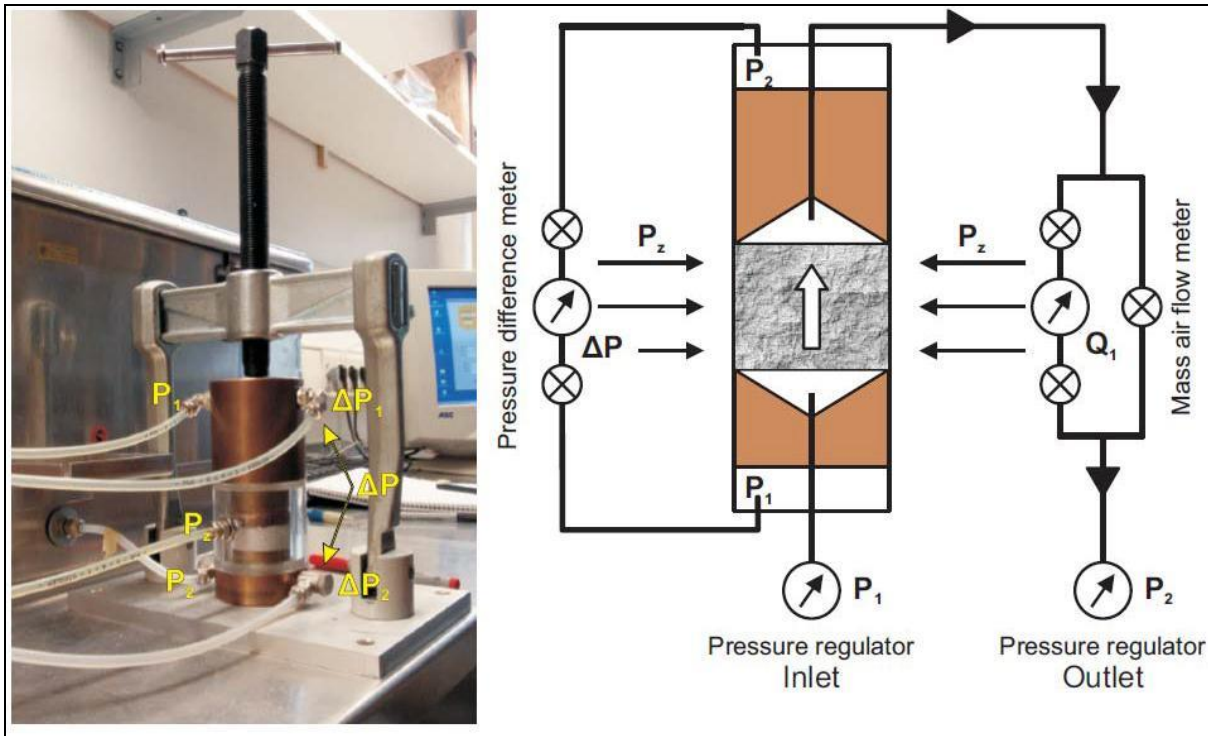 P1
ΔP1
ΔP
Pz
P2
ΔP2
Pressure difference meter
P2
Pz
Pz
ΔP
Q1
Mass air flow meter
P1
P1
P2
Pressure regulator
Inlet
Pressure regulator
Outlet